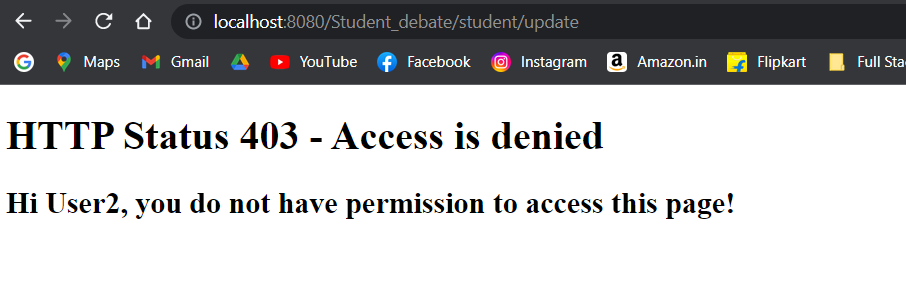 localhost:8080/Student_debate/student/update
Maps Gmail YouTube Facebook Instagram Amazon.in Flipkart Full Sta
HTTP Status 403 - Access is denied
Hi User2, you do not have permission to access this page!